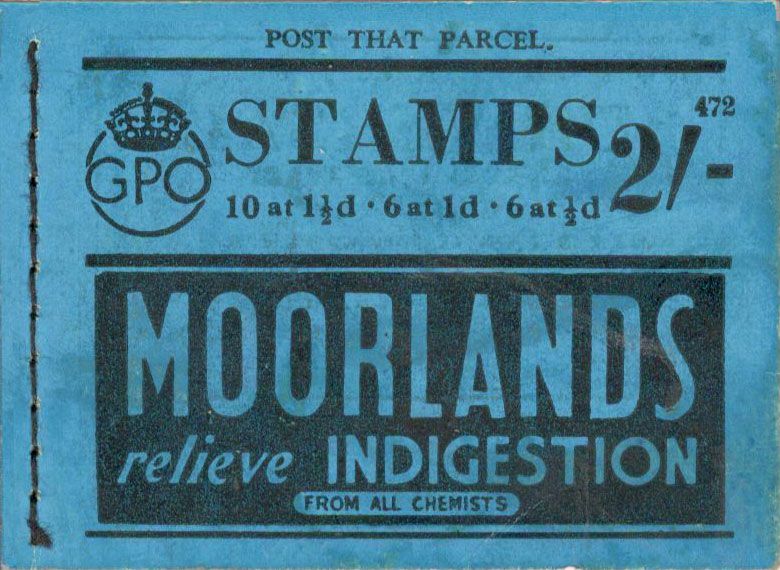 POST THAT PARCEL.
472
GPO STAMPS 2/-
10 at 1½d · 6 at 1d · 6 at ½d
MOORLANDS
relieve INDIGESTION
FROM ALL CHEMISTS